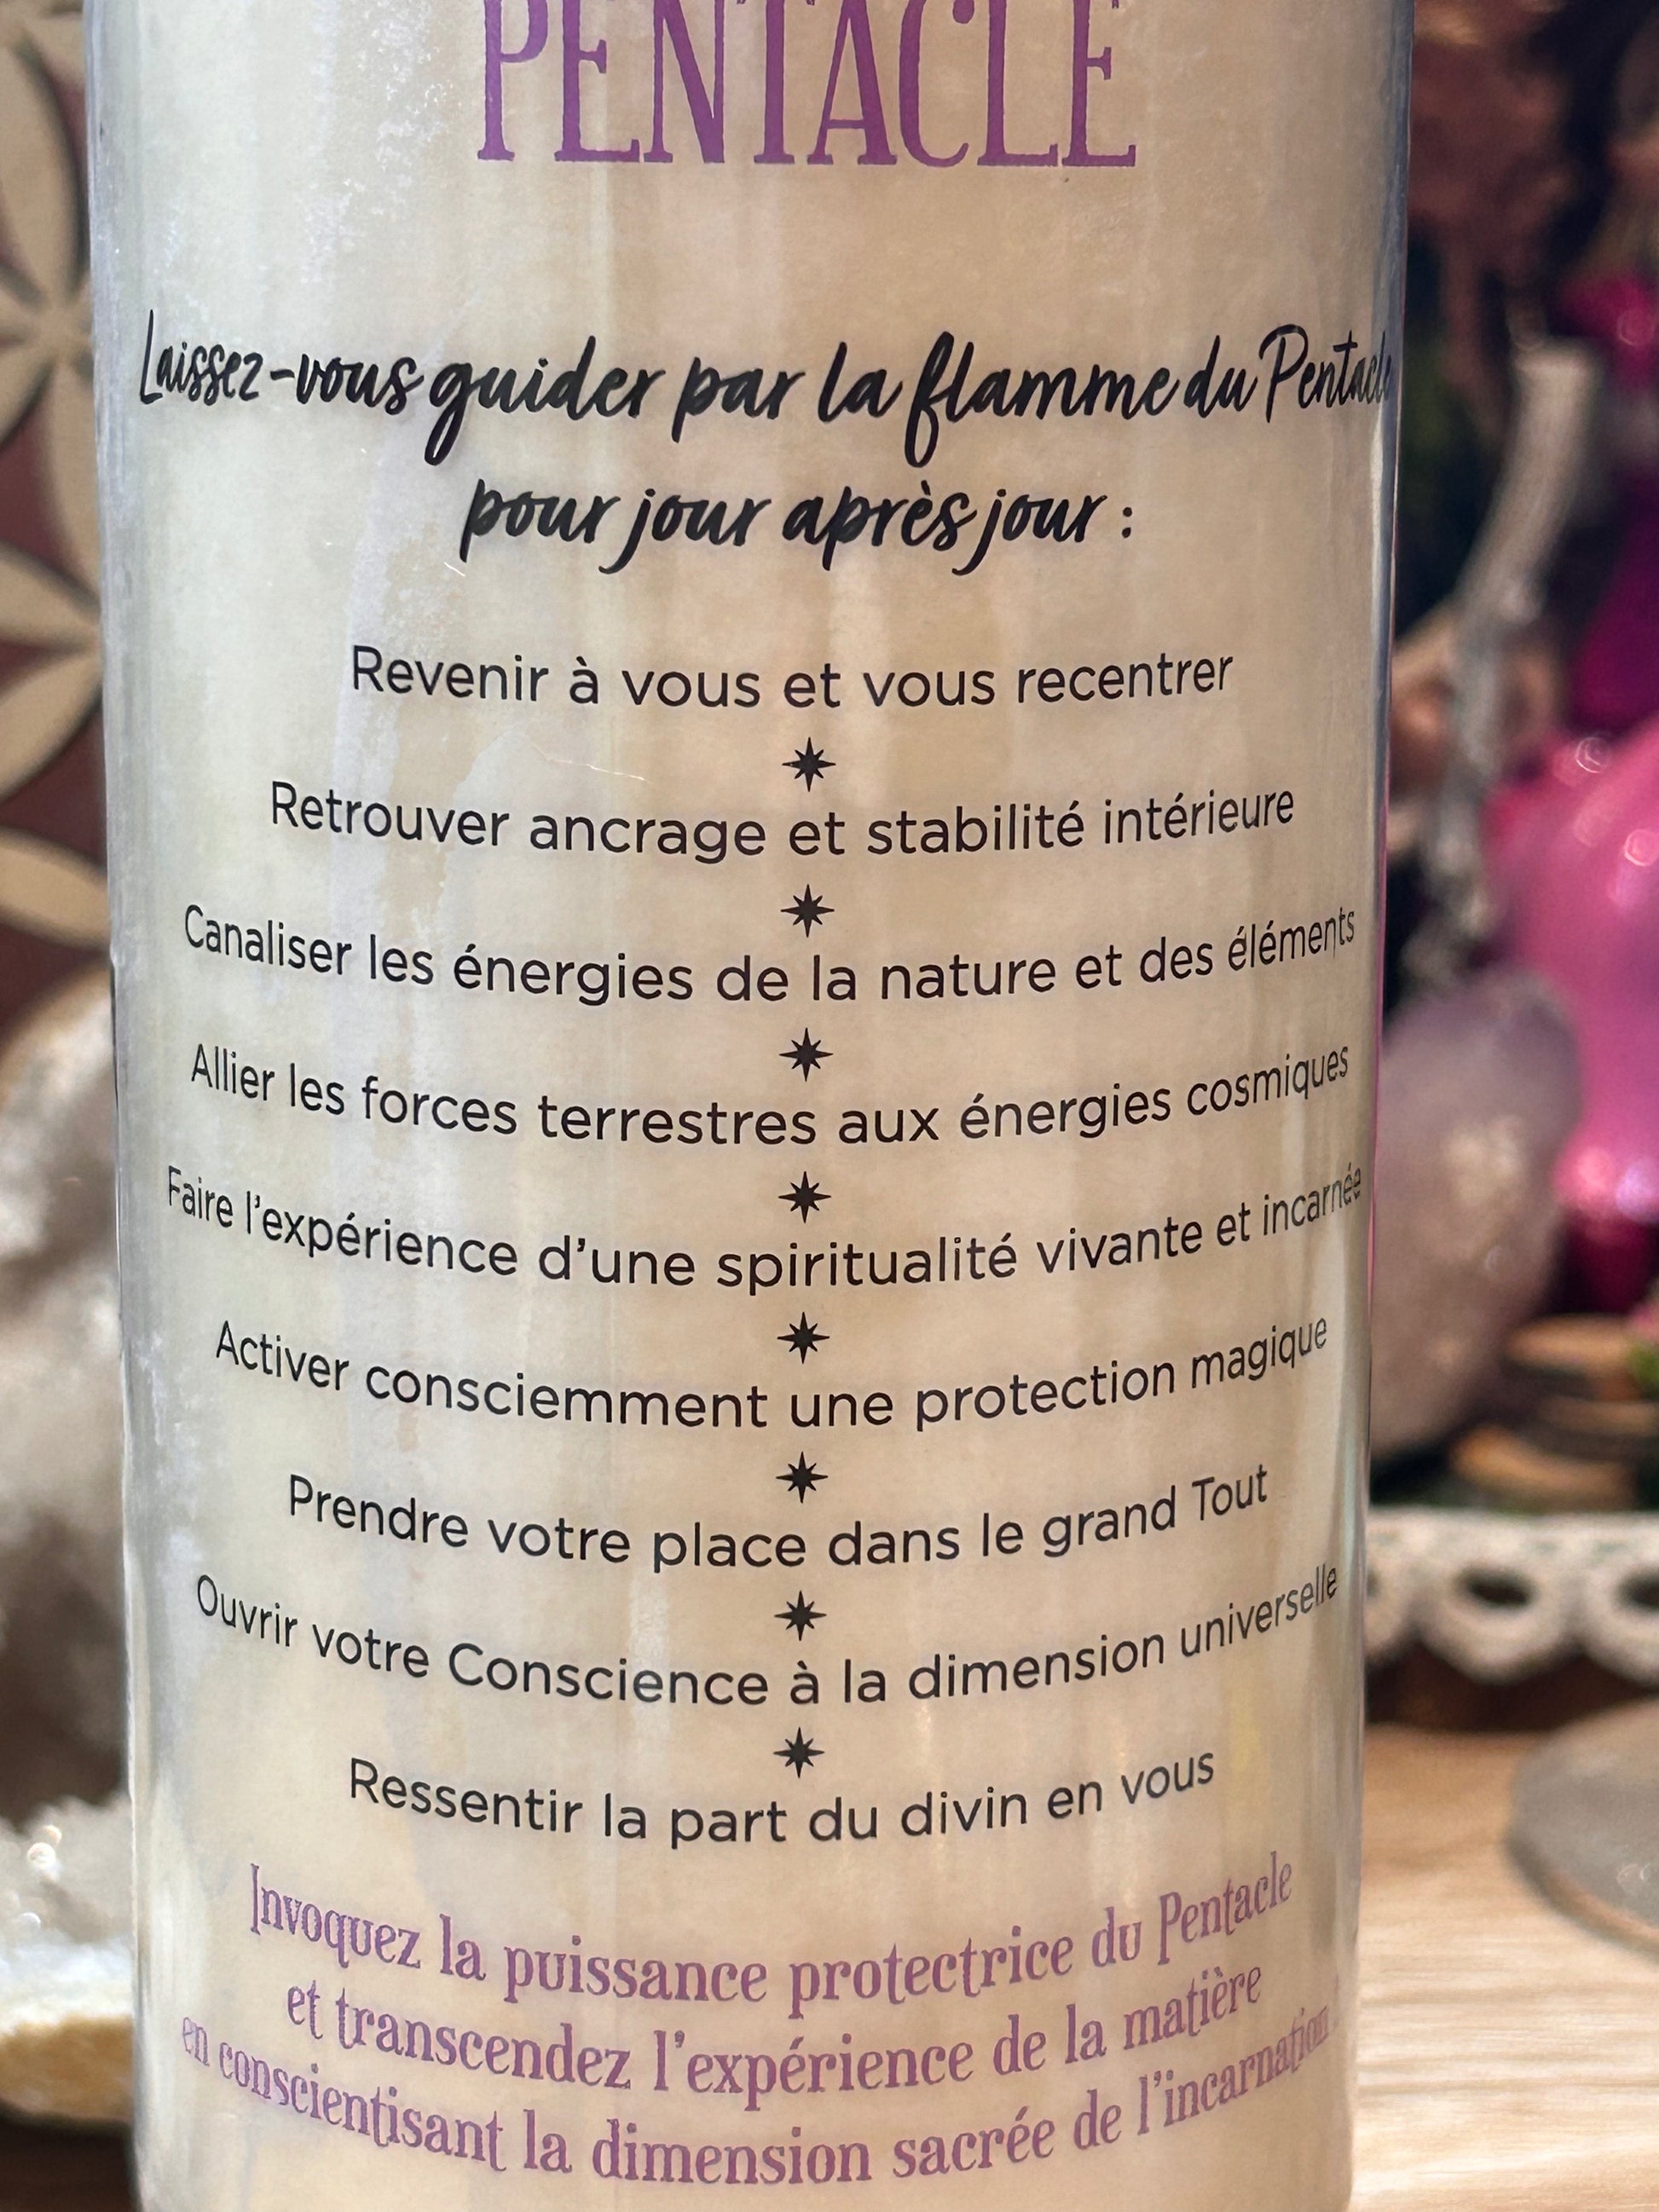 PENTACLE
Laissez-vous guider par la flamme du Pentacle
pour jour après jour :
Revenir à vous et vous recentrer
Retrouver ancrage et stabilité intérieure
Canaliser les énergies de la nature et des éléments
Allier les forces terrestres aux énergies cosmiques
Faire l'expérience d'une spiritualité vivante et incarnée
Activer consciemment une protection magique
Prendre votre place dans le grand Tout
Ouvrir votre Conscience à la dimension universelle
Ressentir la part du divin en vous
Invoquez la puissance protectrice du Pentacle
et transcendez l'expérience de la matière
en conscientisant la dimension sacrée de l'incarnation !